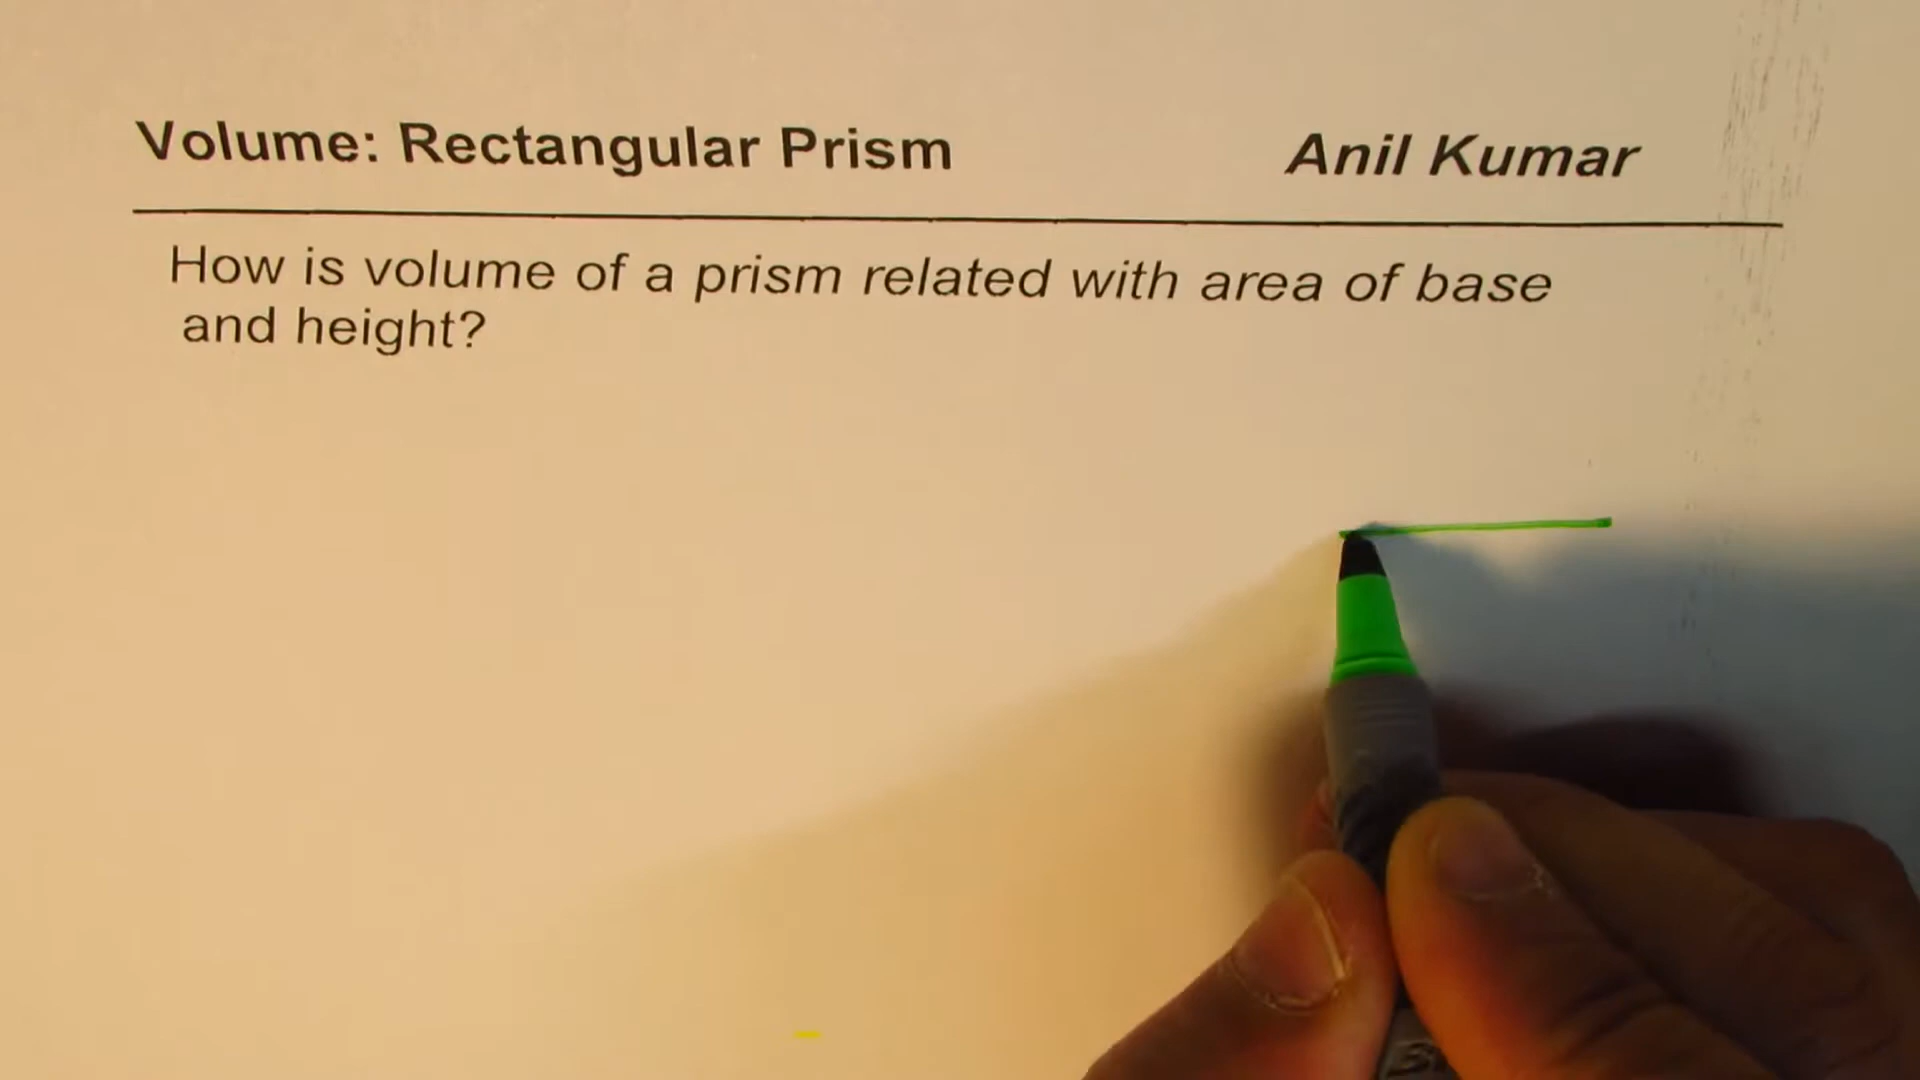 Volume: Rectangular Prism
Anil Kumar
How is volume of a prism related with area of base
and height?